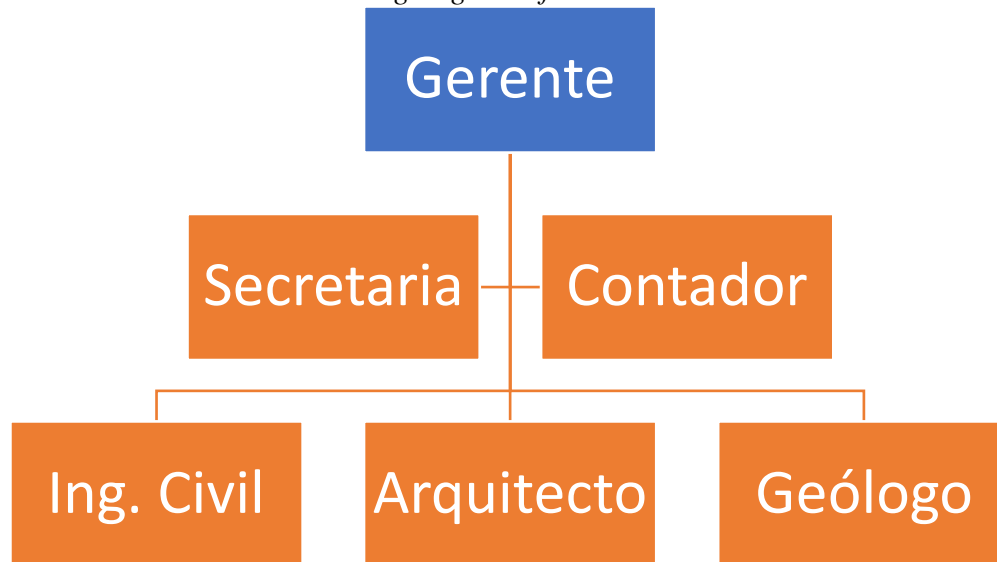 Gerente
Secretaria
Contador
Ing. Civil
Arquitecto
Geólogo